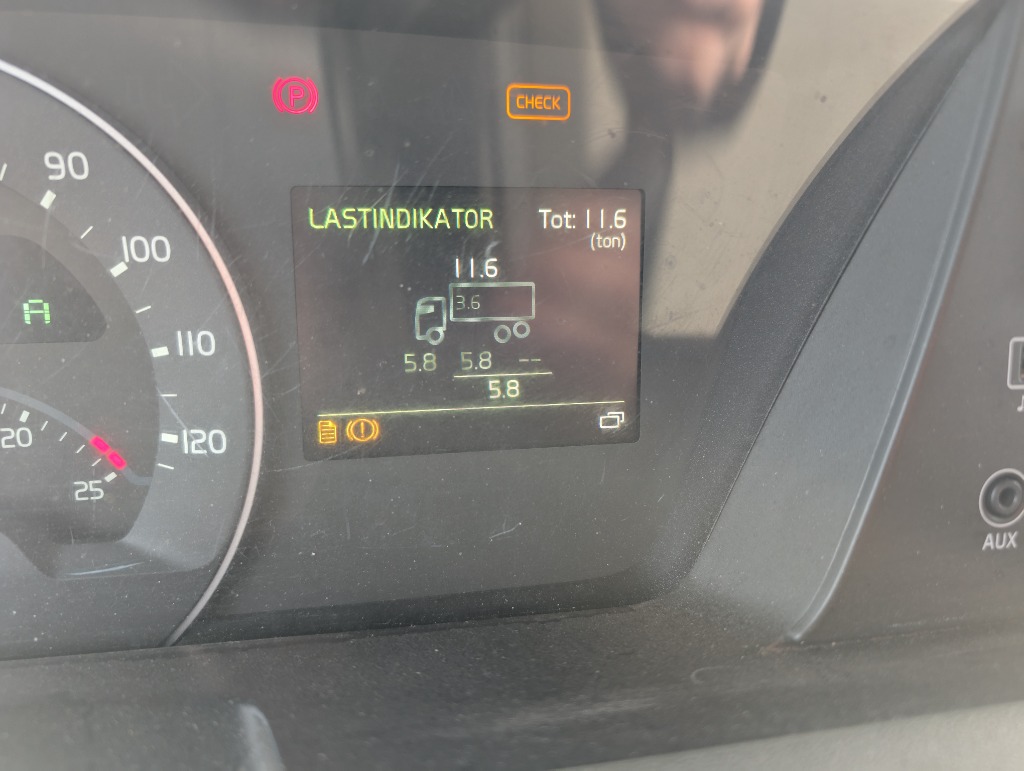 P
CHECK
90
100
110
120
A
20
25
LASTINDIKATOR Tot: 11.6
(ton)
11.6
3.6
5.8 5.8 --
5.8
AUX